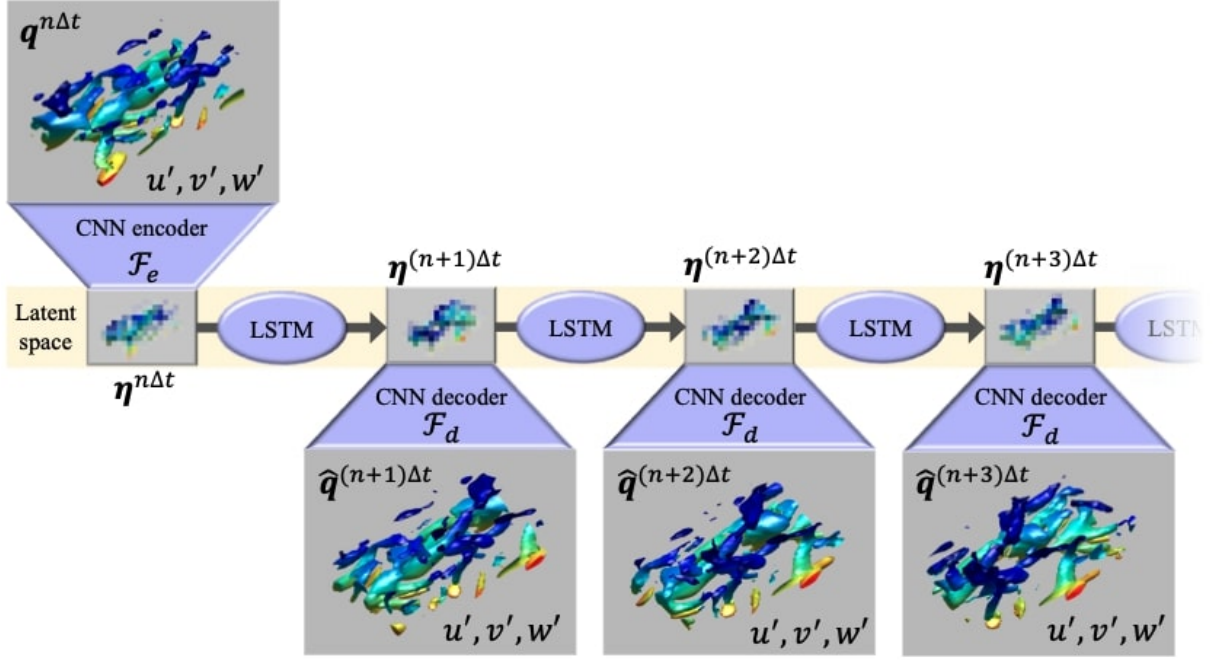 q^{nΔt}
u′, v′, w′
CNN encoder
ℱ_e
Latent
space
η^{nΔt}
LSTM
η^{(n+1)Δt}
LSTM
η^{(n+2)Δt}
LSTM
η^{(n+3)Δt}
LSTM
CNN decoder
ℱ_d
CNN decoder
ℱ_d
CNN decoder
ℱ_d
q̂^{(n+1)Δt}
u′, v′, w′
q̂^{(n+2)Δt}
u′, v′, w′
q̂^{(n+3)Δt}
u′, v′, w′